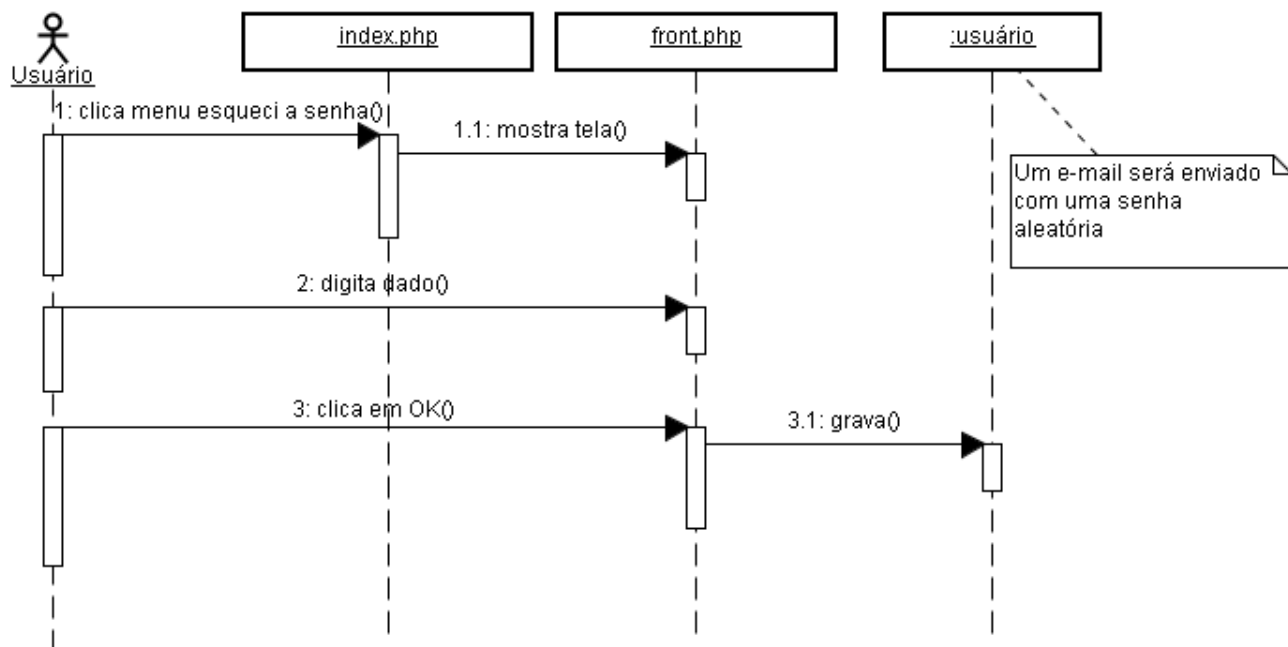 index.php
front.php
:usuário
Usuário
1: clica menu esqueci a senha()
1.1: mostra tela()
Um e-mail será enviado
com uma senha
aleatória
2: digita dado()
3: clica em OK()
3.1: grava()